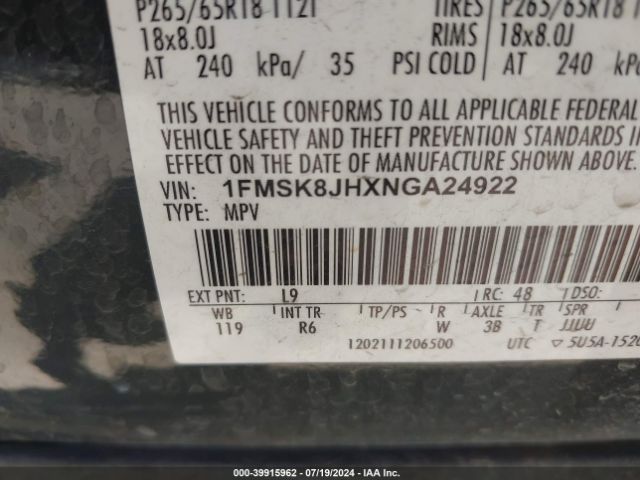 P265/65R18 112T TIRES P265/65R18
18x8.0J RIMS 18x8.0J
AT 240 kPa/ 35 PSI COLD AT 240 kPa/
THIS VEHICLE CONFORMS TO ALL APPLICABLE FEDERAL
VEHICLE SAFETY AND THEFT PREVENTION STANDARDS
EFFECT ON THE DATE OF MANUFACTURE SHOWN ABOVE.
VIN: 1FMSK8JHXNGA24922
TYPE: MPV
EXT PNT: L9 RC: 48 DSO:
WB INT TR TP/PS R AXLE TR SPR
119 R6 W 3B T JJUU
1202111206500 UTC 5U5A-1520
000-39915962 | 07/19/2024 | IAA, Inc.